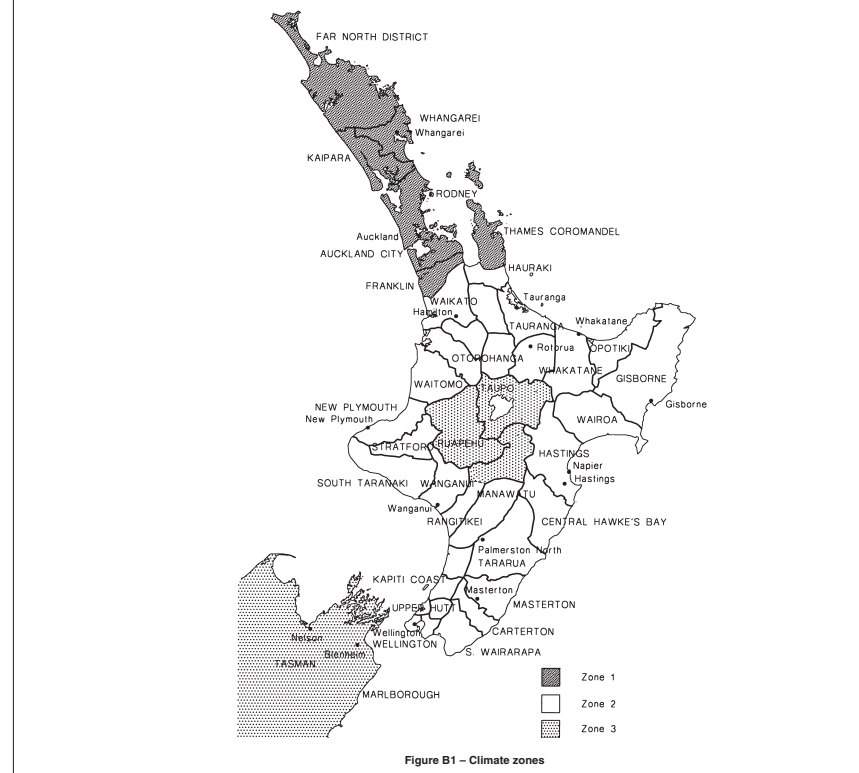 FAR NORTH DISTRICT
WHANGAREI
Whangarei
KAIPARA
RODNEY
THAMES COROMANDEL
Auckland
AUCKLAND CITY
HAURAKI
FRANKLIN
WAIKATO
Tauranga
Hamilton
TAURANGA
Whakatane
Rotorua
OPOTIKI
OTOROHANGA
WHAKATANE
GISBORNE
WAITOMO
TAUPO
Gisborne
NEW PLYMOUTH
New Plymouth
WAIROA
STRATFORD
RUAPEHU
HASTINGS
Napier
Hastings
SOUTH TARANAKI
WANGANUI
MANAWATU
Wanganui
RANGITIKEI
CENTRAL HAWKE'S BAY
Palmerston North
TARARUA
KAPITI COAST
Masterton
MASTERTON
UPPER HUTT
Nelson
Wellington
WELLINGTON
CARTERTON
Blenheim
S. WAIRARAPA
TASMAN
MARLBOROUGH
Zone 1
Zone 2
Zone 3
Figure B1 – Climate zones